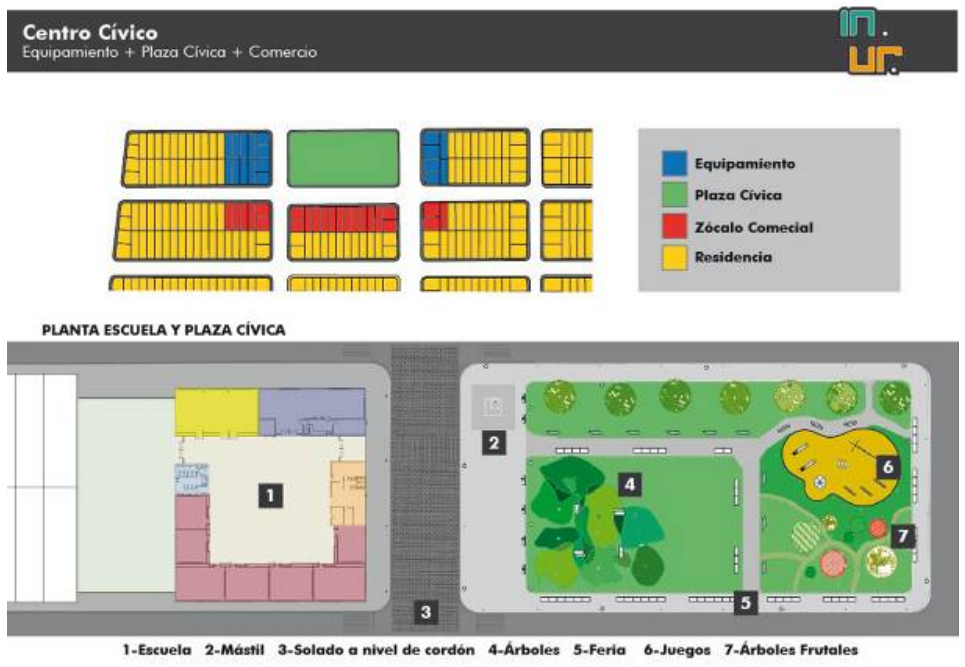 Centro Cívico
Equipamiento + Plaza Cívica + Comercio
in.
ur.
Equipamiento
Plaza Cívica
Zócalo Comecial
Residencia
PLANTA ESCUELA Y PLAZA CÍVICA
1
2
3
4
5
6
7
1-Escuela 2-Mástil 3-Solado a nivel de cordón 4-Árboles 5-Feria 6-Juegos 7-Árboles Frutales